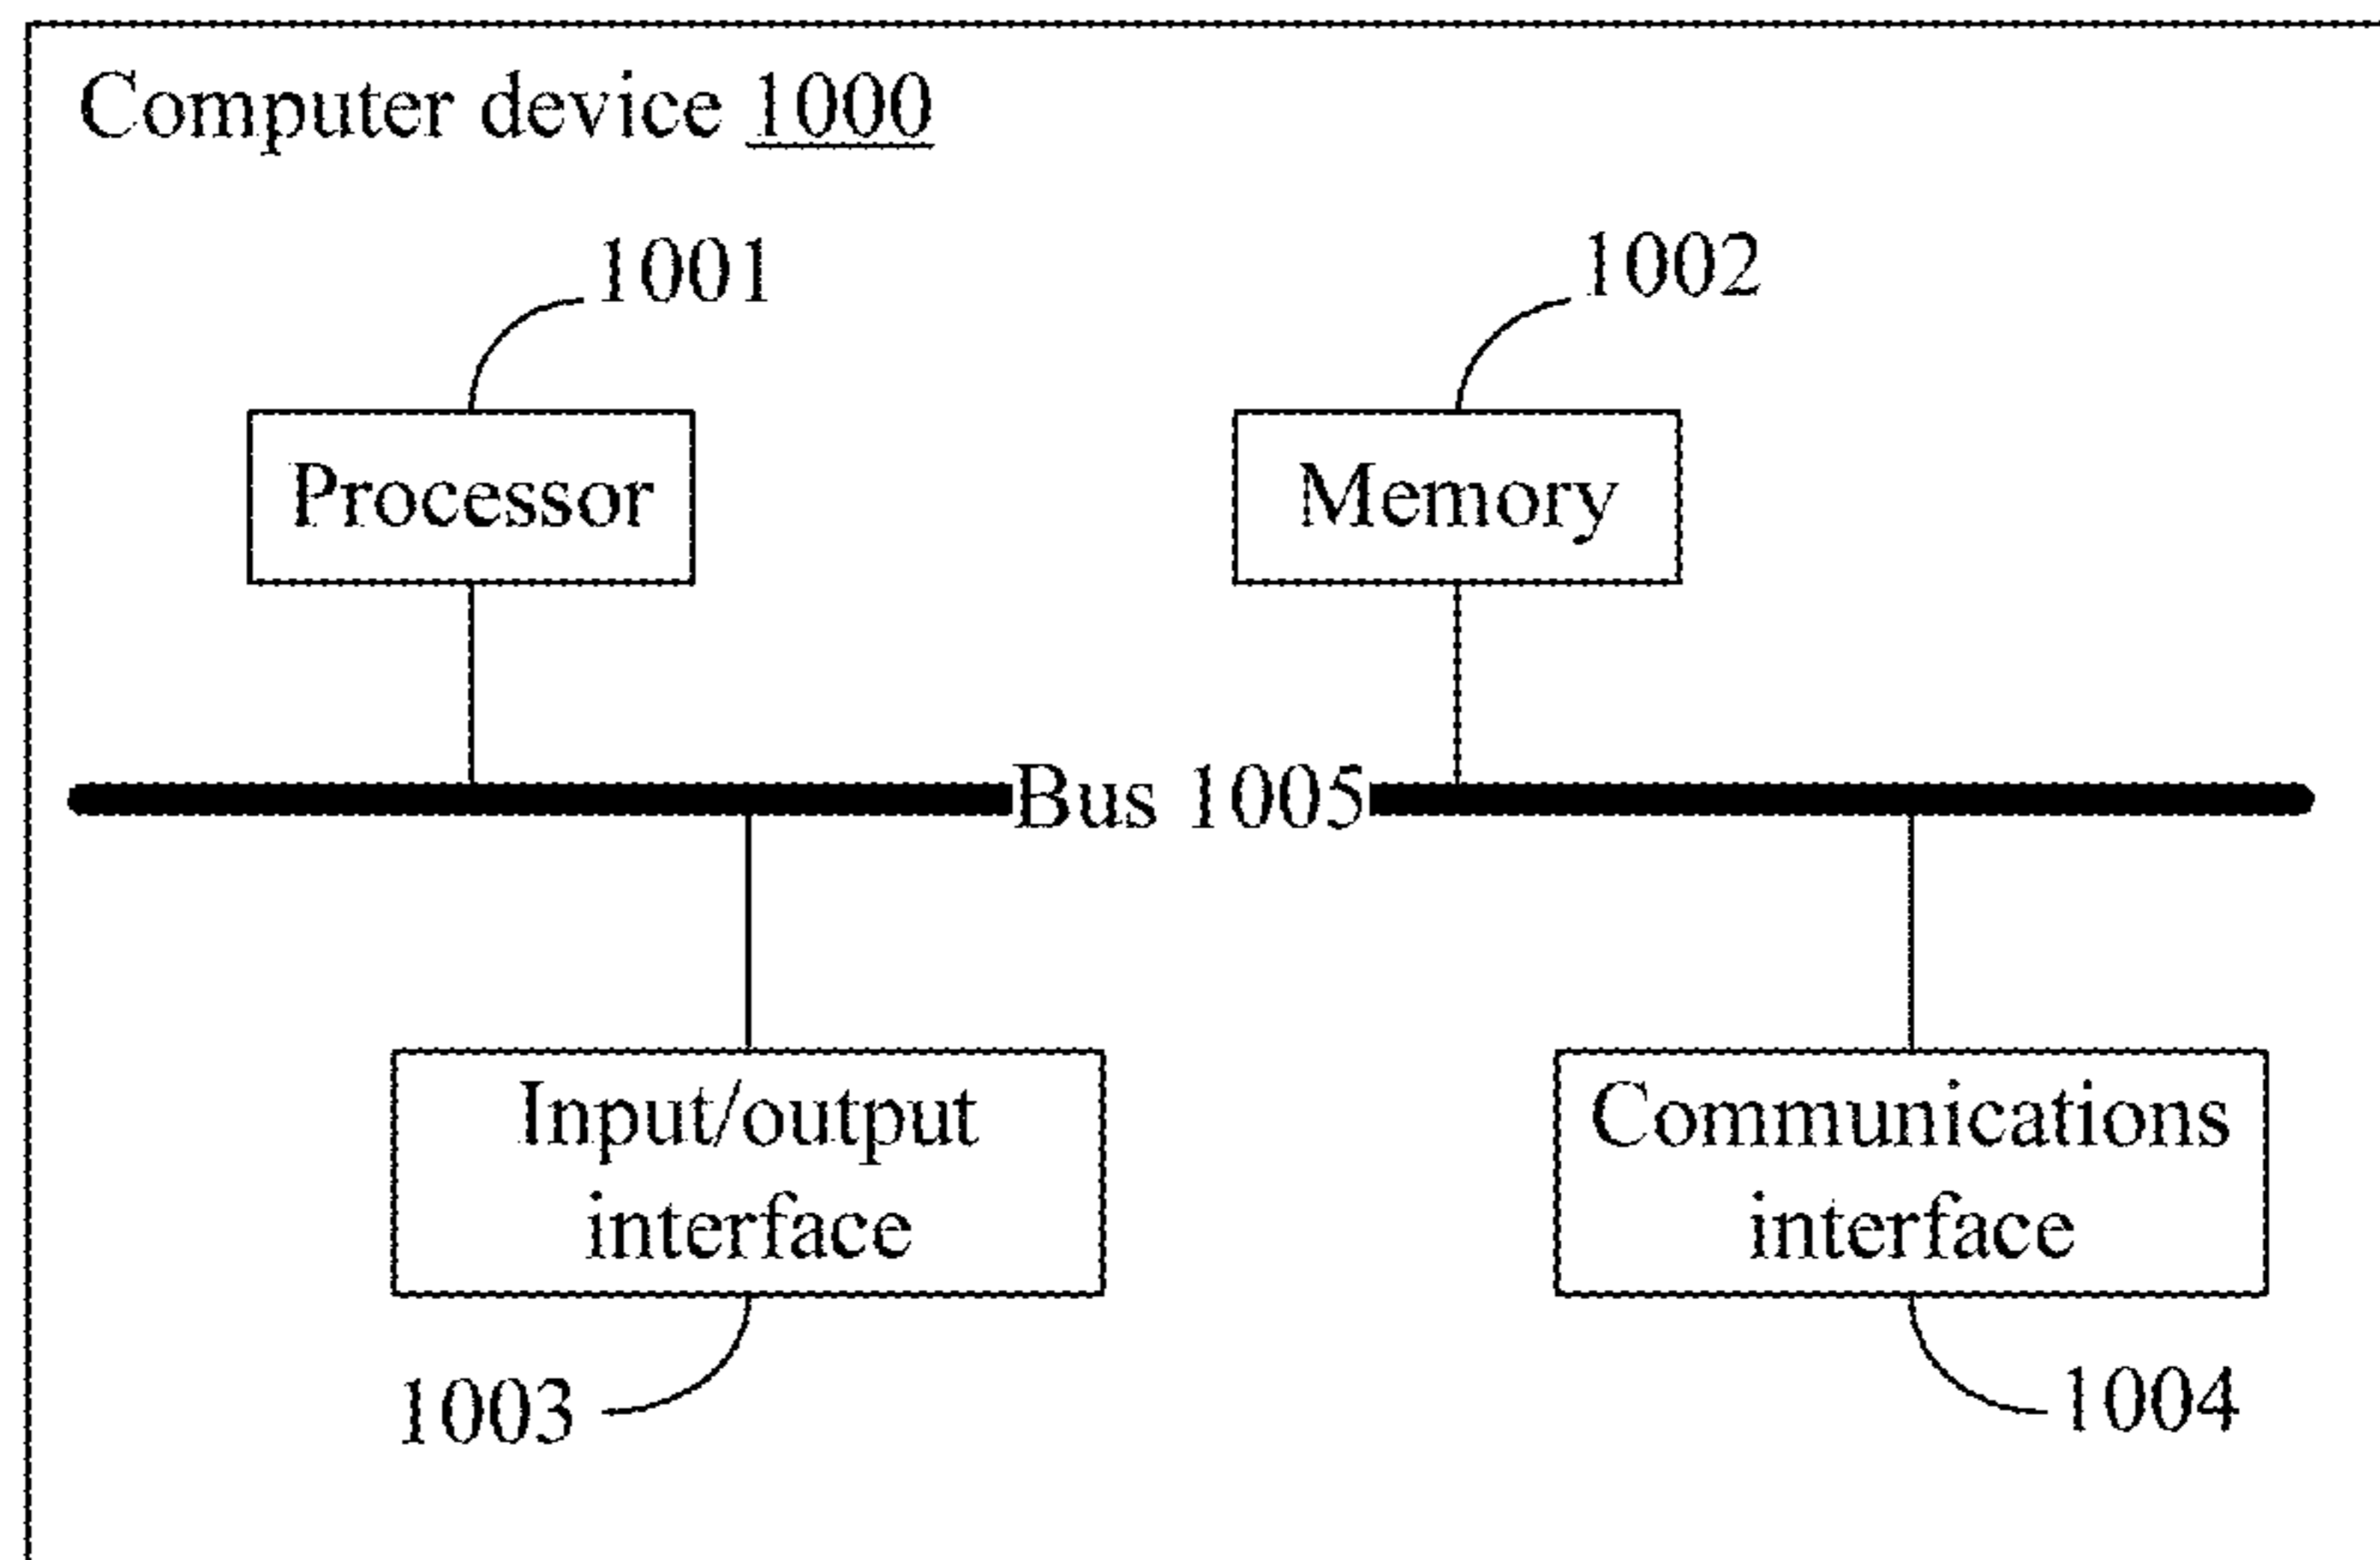 Computer device 1000
1001
1002
Processor
Memory
Bus 1005
Input/output
interface
Communications
interface
1003
1004